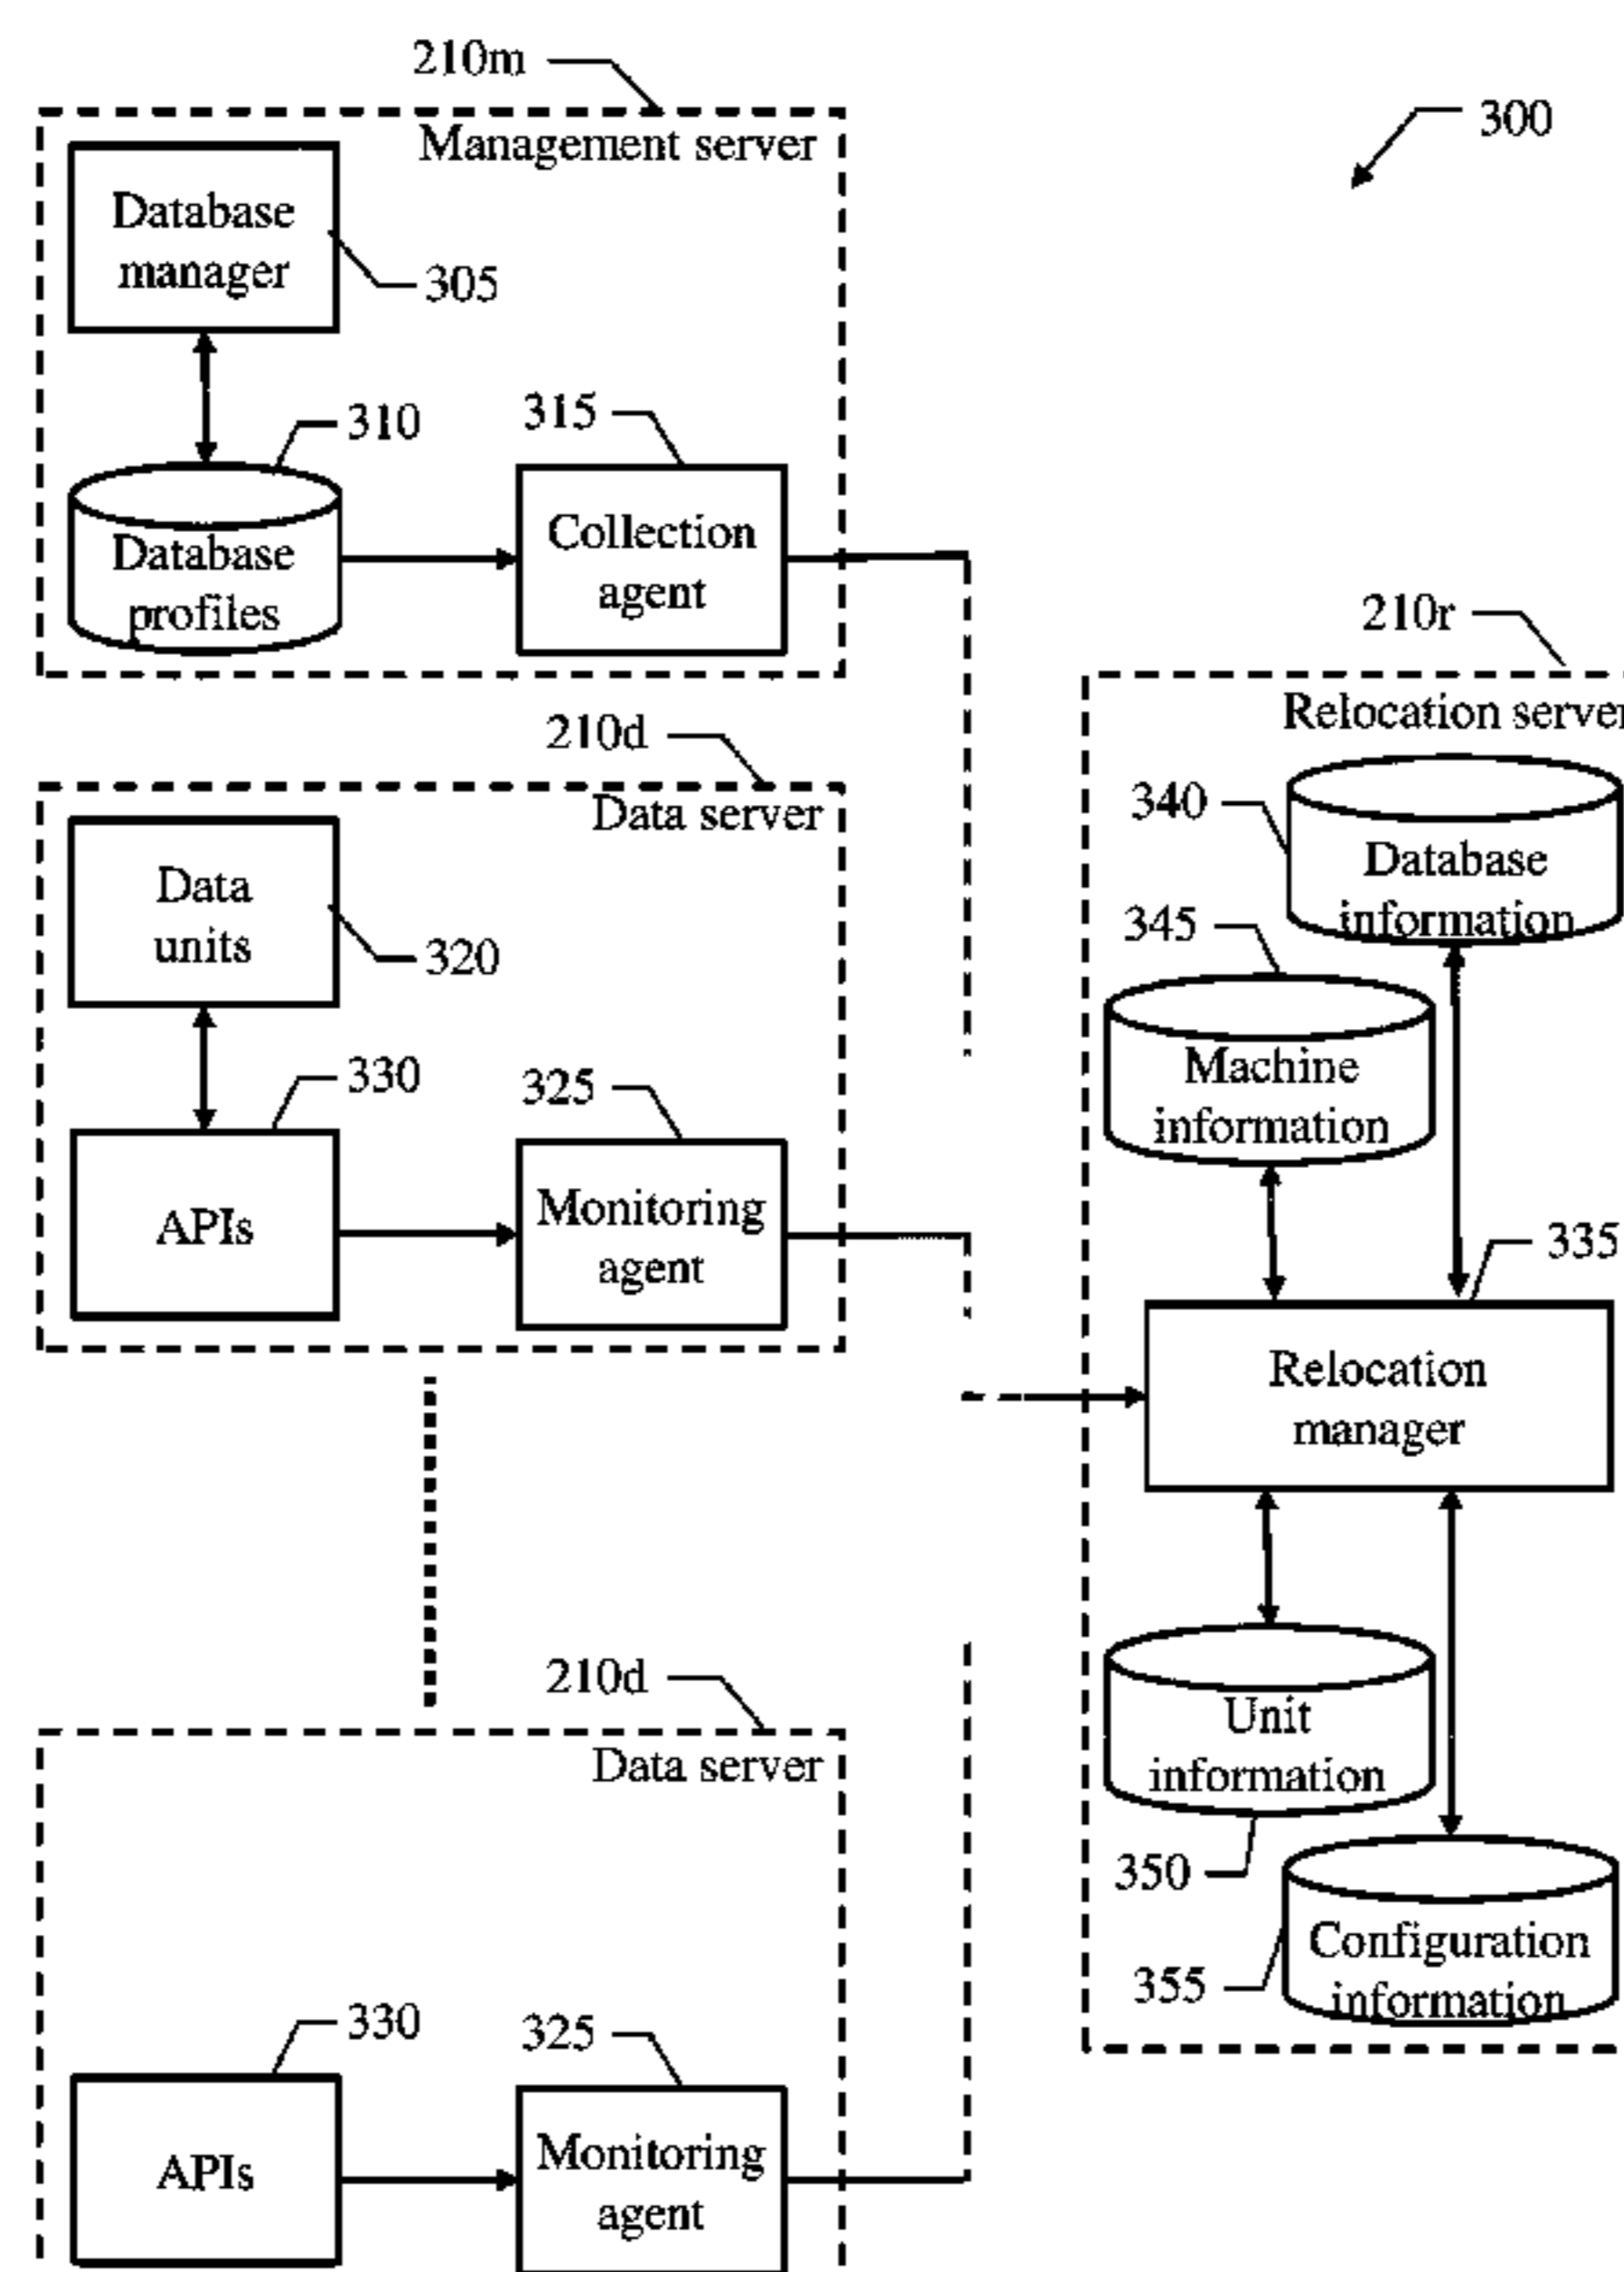 210m
300
Management server
Database
manager
305
310
315
Database
profiles
Collection
agent
210r
210d
Relocation server
Data server
340
Data
units
Database
information
345
320
Machine
information
330
325
APIs
Monitoring
agent
335
Relocation
manager
210d
Unit
information
Data server
350
Configuration
information
355
330
325
APIs
Monitoring
agent